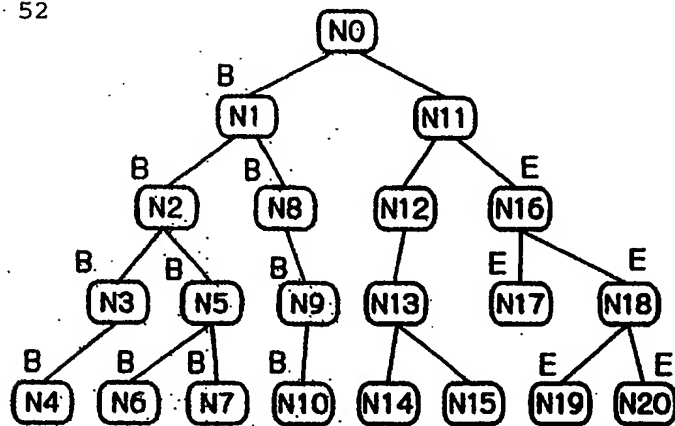 52
N0
B
N1 N11
B B E
N2 N8 N12 N16
B B B E E
N3 N5 N9 N13 N17 N18
B B B B E E
N4 N6 N7 N10 N14 N15 N19 N20